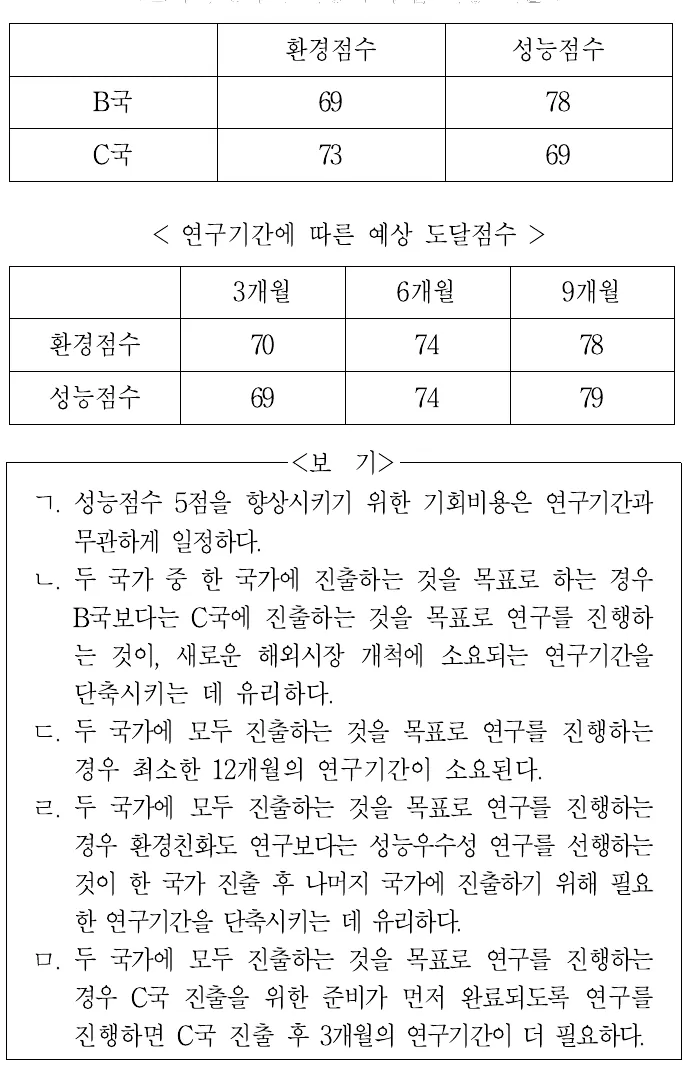 환경점수 성능점수
B국 69 78
C국 73 69
< 연구기간에 따른 예상 도달점수 >
3개월 6개월 9개월
환경점수 70 74 78
성능점수 69 74 79
<보 기>
ㄱ. 성능점수 5점을 향상시키기 위한 기회비용은 연구기간과
무관하게 일정하다.
ㄴ. 두 국가 중 한 국가에 진출하는 것을 목표로 하는 경우
B국보다는 C국에 진출하는 것을 목표로 연구를 진행하
는 것이, 새로운 해외시장 개척에 소요되는 연구기간을
단축시키는 데 유리하다.
ㄷ. 두 국가에 모두 진출하는 것을 목표로 연구를 진행하는
경우 최소한 12개월의 연구기간이 소요된다.
ㄹ. 두 국가에 모두 진출하는 것을 목표로 연구를 진행하는
경우 환경친화도 연구보다는 성능우수성 연구를 선행하는
것이 한 국가 진출 후 나머지 국가에 진출하기 위해 필요
한 연구기간을 단축시키는 데 유리하다.
ㅁ. 두 국가에 모두 진출하는 것을 목표로 연구를 진행하는
경우 C국 진출을 위한 준비가 먼저 완료되도록 연구를
진행하면 C국 진출 후 3개월의 연구기간이 더 필요하다.